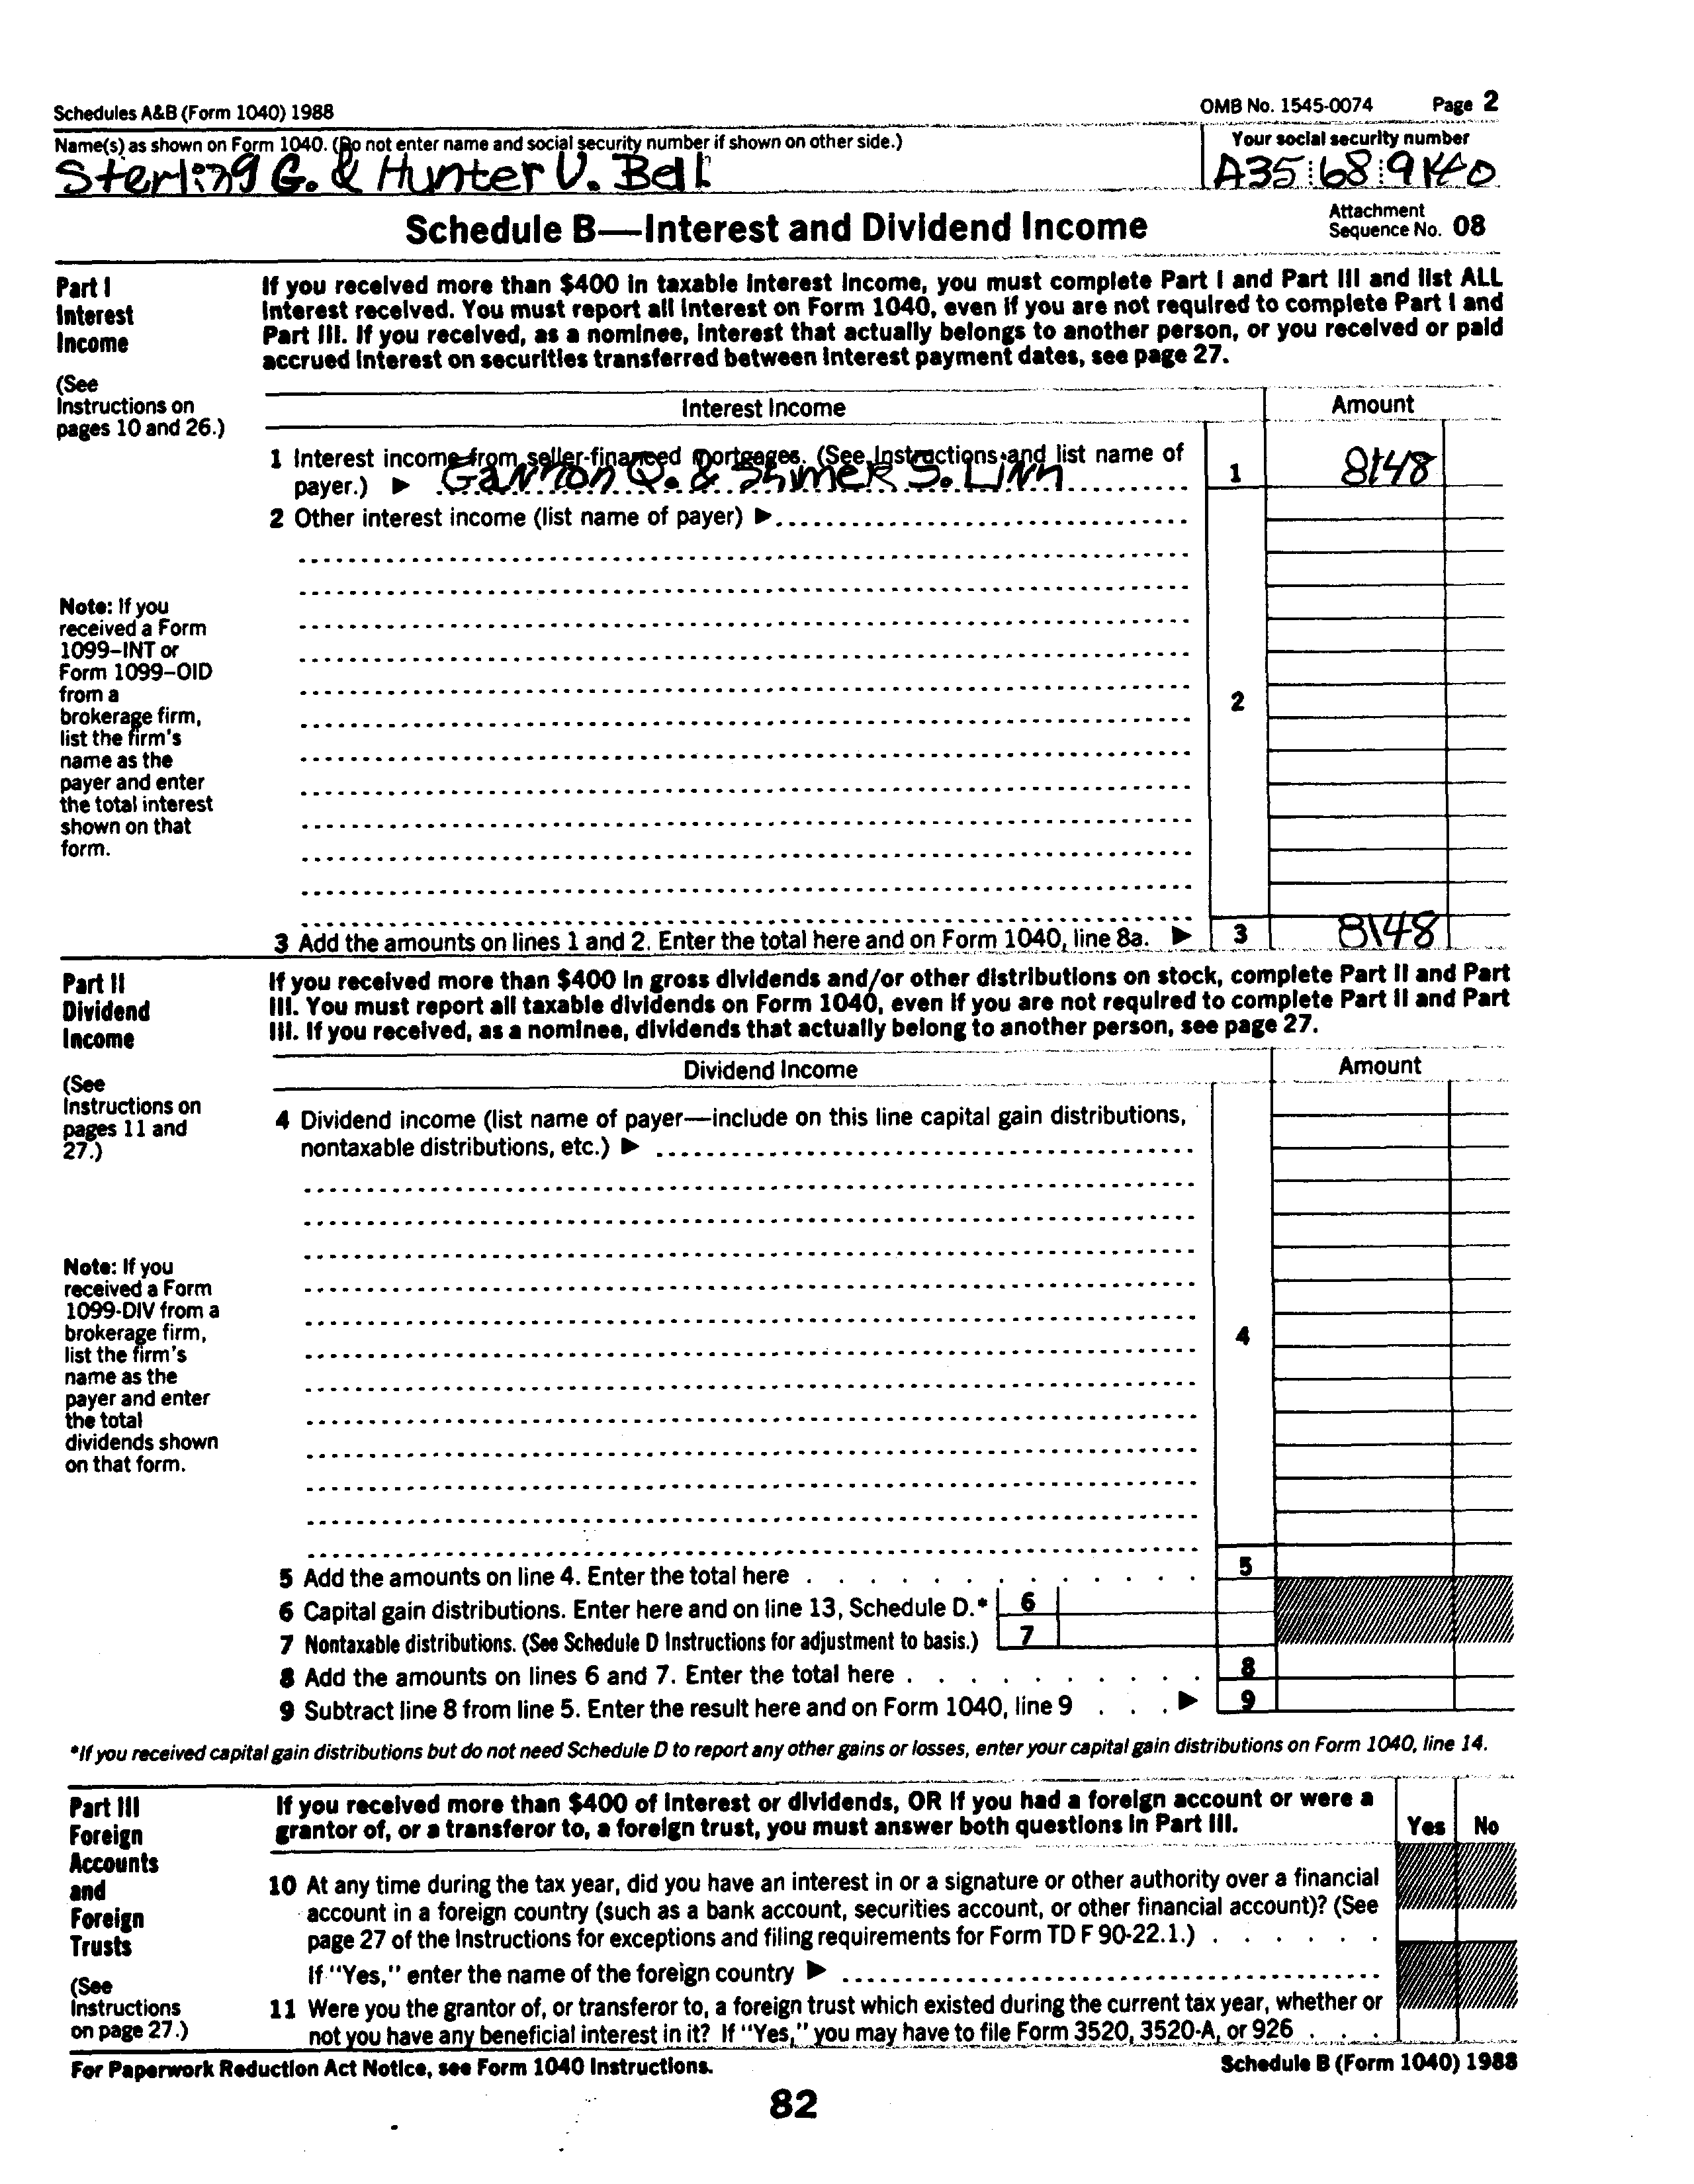 Schedules A&B (Form 1040) 1988
OMB No. 1545-0074 Page 2
Name(s) as shown on Form 1040. (Do not enter name and social security number if shown on other side.)
Your social security number
Sterling G. & Hunter V. Bell
A35 68 9140
Schedule B—Interest and Dividend Income
Attachment
Sequence No. 08
Part I
Interest
Income
(See
Instructions on
pages 10 and 26.)
If you received more than $400 in taxable interest income, you must complete Part I and Part III and list ALL
interest received. You must report all interest on Form 1040, even if you are not required to complete Part I and
Part III. If you received, as a nominee, interest that actually belongs to another person, or you received or paid
accrued interest on securities transferred between interest payment dates, see page 27.
Interest Income Amount
1 Interest income from seller-financed mortgages. (See Instructions and list name of
payer.) ▶ Gannon Q. & Shimek S. Linn 1 8148
2 Other interest income (list name of payer) ▶
Note: If you
received a Form
1099–INT or
Form 1099–OID
from a
brokerage firm,
list the firm's
name as the
payer and enter
the total interest
shown on that
form.
2
3 Add the amounts on lines 1 and 2. Enter the total here and on Form 1040, line 8a. ▶ 3 8148
Part II
Dividend
Income
(See
Instructions on
pages 11 and
27.)
If you received more than $400 in gross dividends and/or other distributions on stock, complete Part II and Part
III. You must report all taxable dividends on Form 1040, even if you are not required to complete Part II and Part
III. If you received, as a nominee, dividends that actually belong to another person, see page 27.
Dividend Income Amount
4 Dividend income (list name of payer—include on this line capital gain distributions,
nontaxable distributions, etc.) ▶
Note: If you
received a Form
1099-DIV from a
brokerage firm,
list the firm's
name as the
payer and enter
the total
dividends shown
on that form.
4
5 Add the amounts on line 4. Enter the total here 5
6 Capital gain distributions. Enter here and on line 13, Schedule D.* 6
7 Nontaxable distributions. (See Schedule D Instructions for adjustment to basis.) 7
8 Add the amounts on lines 6 and 7. Enter the total here 8
9 Subtract line 8 from line 5. Enter the result here and on Form 1040, line 9 ▶ 9
*If you received capital gain distributions but do not need Schedule D to report any other gains or losses, enter your capital gain distributions on Form 1040, line 14.
Part III
Foreign
Accounts
and
Foreign
Trusts
(See
Instructions
on page 27.)
If you received more than $400 of interest or dividends, OR if you had a foreign account or were a
grantor of, or a transferor to, a foreign trust, you must answer both questions in Part III.
Yes No
10 At any time during the tax year, did you have an interest in or a signature or other authority over a financial
account in a foreign country (such as a bank account, securities account, or other financial account)? (See
page 27 of the Instructions for exceptions and filing requirements for Form TD F 90-22.1.)
If "Yes," enter the name of the foreign country ▶
11 Were you the grantor of, or transferor to, a foreign trust which existed during the current tax year, whether or
not you have any beneficial interest in it? If "Yes," you may have to file Form 3520, 3520-A, or 926
For Paperwork Reduction Act Notice, see Form 1040 Instructions.
Schedule B (Form 1040) 1988
82